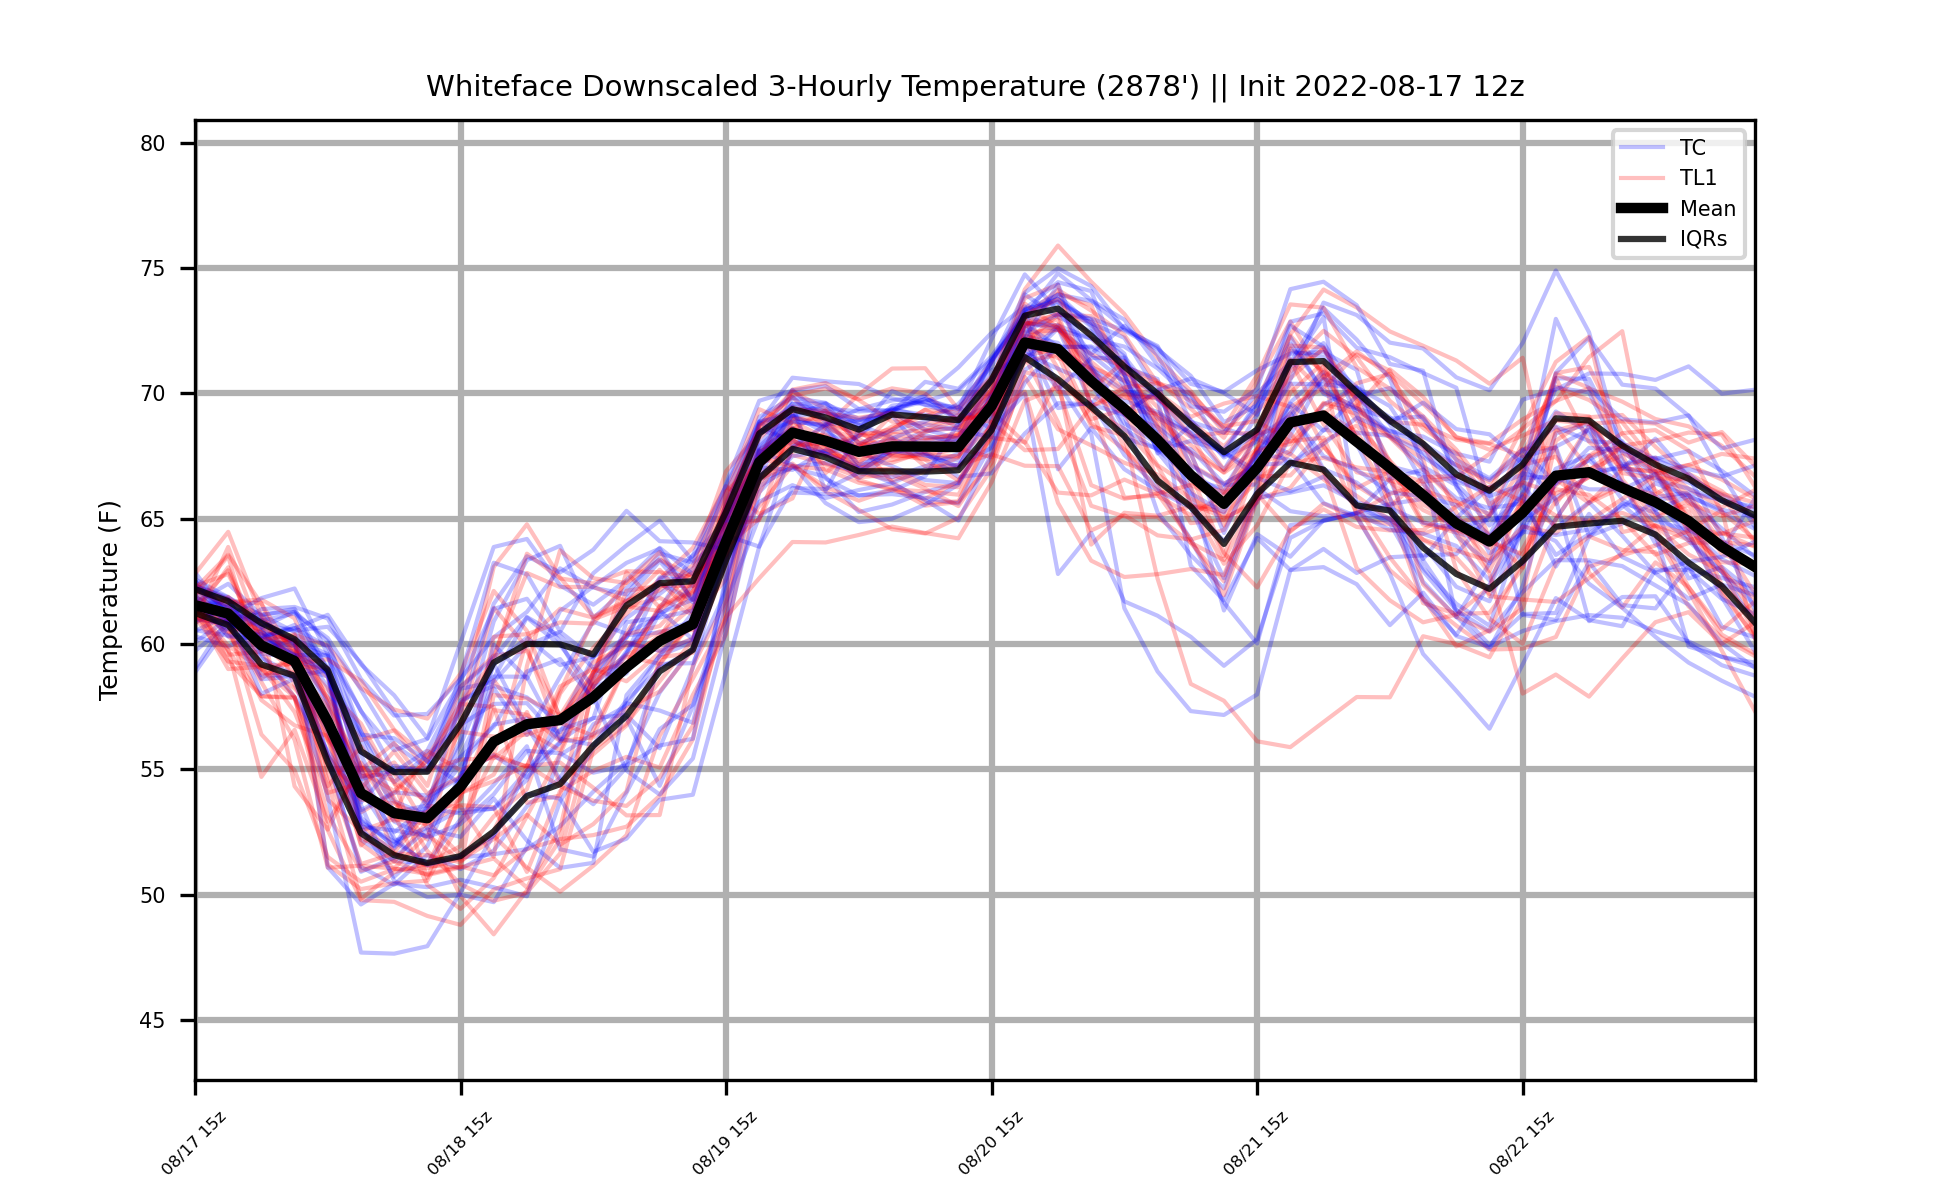 Whiteface Downscaled 3-Hourly Temperature (2878') || Init 2022-08-17 12z
TC
TL1
Mean
IQRs
Temperature (F)
80
75
70
65
60
55
50
45
08/17 15z
08/18 15z
08/19 15z
08/20 15z
08/21 15z
08/22 15z